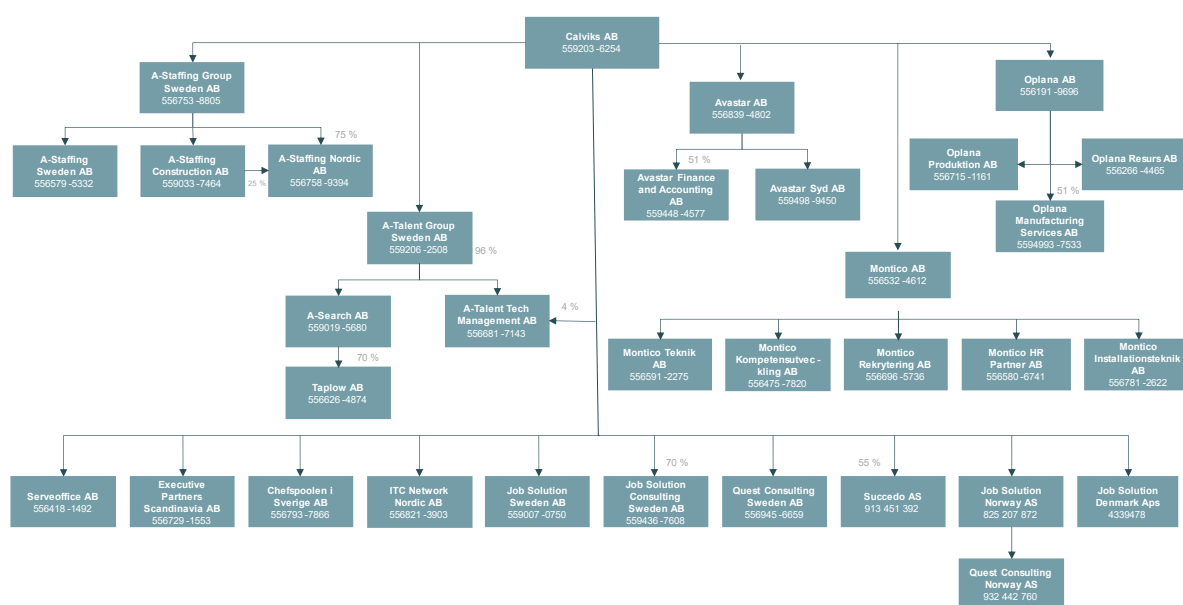 Calviks AB
559203 -6254
A-Staffing Group
Sweden AB
556753 -8805
Avastar AB
556839 -4802
Oplana AB
556191 -9696
75 %
A-Staffing
Sweden AB
556579 -5332
A-Staffing
Construction AB
559033 -7464
25 %
A-Staffing Nordic
AB
556758 -9394
51 %
Avastar Finance
and Accounting
AB
559448 -4577
Avastar Syd AB
559498 -9450
Oplana
Produktion AB
556715 -1161
Oplana Resurs AB
556266 -4465
51 %
Oplana
Manufacturing
Services AB
5594993 -7533
A-Talent Group
Sweden AB
559206 -2508
96 %
Montico AB
556532 -4612
A-Search AB
559019 -5680
A-Talent Tech
Management AB
556681 -7143
4 %
70 %
Taplow AB
556626 -4874
Montico Teknik
AB
556591 -2275
Montico
Kompetensutvec -
kling AB
556475 -7820
Montico
Rekrytering AB
556696 -5736
Montico HR
Partner AB
556580 -6741
Montico
Installationsteknik
AB
556781 -2622
Serveoffice AB
556418 -1492
Executive
Partners
Scandinavia AB
556729 -1553
Chefspoolen i
Sverige AB
556793 -7866
ITC Network
Nordic AB
556821 -3903
Job Solution
Sweden AB
559007 -0750
70 %
Job Solution
Consulting
Sweden AB
559436 -7608
Quest Consulting
Sweden AB
556945 -6659
55 %
Succedo AS
913 451 392
Job Solution
Norway AS
825 207 872
Job Solution
Denmark Aps
4339478
Quest Consulting
Norway AS
932 442 760